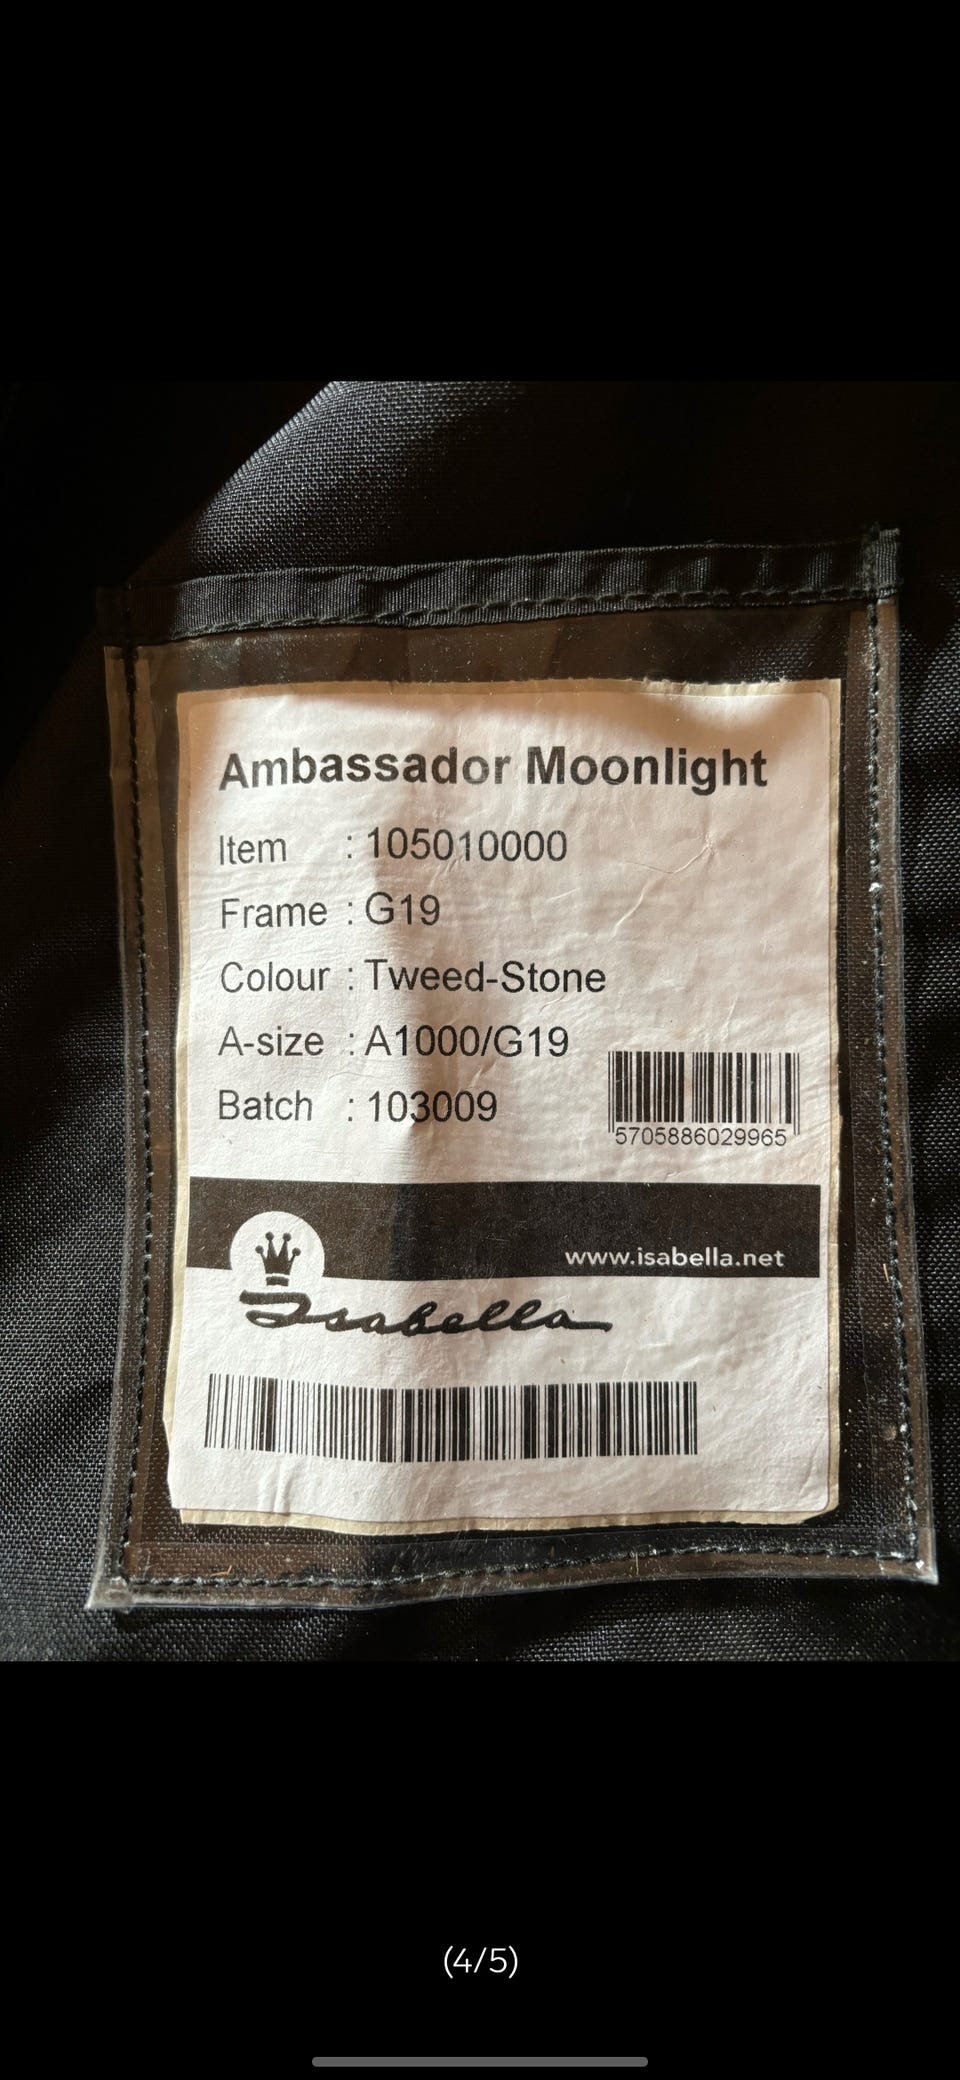 Ambassador Moonlight
Item : 105010000
Frame : G19
Colour : Tweed-Stone
A-size : A1000/G19
Batch : 103009
5705886029965
www.isabella.net
Isabella
(4/5)